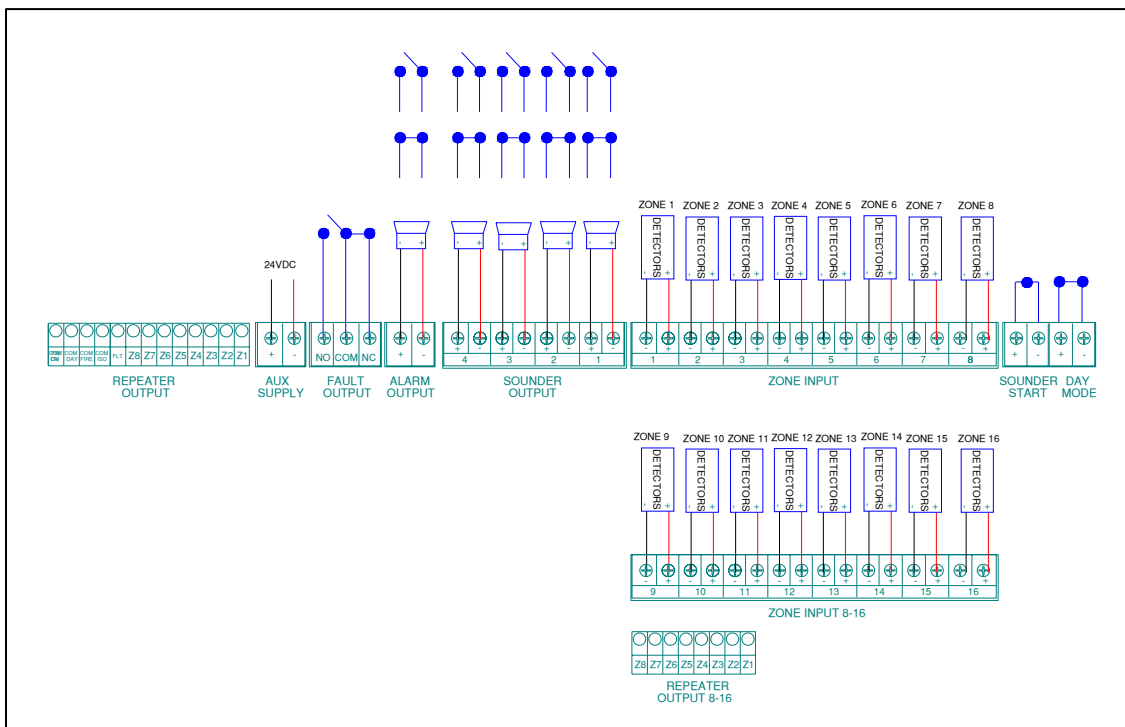 ZONE 1 ZONE 2 ZONE 3 ZONE 4 ZONE 5 ZONE 6 ZONE 7 ZONE 8
DETECTORS DETECTORS DETECTORS DETECTORS DETECTORS DETECTORS DETECTORS DETECTORS
- + - + - + - + - + - + - + - +
- + - + - + - + - +
24VDC
COM DAY
COM FIRE
COM ISO
FLT Z8 Z7 Z6 Z5 Z4 Z3 Z2 Z1
REPEATER
OUTPUT
+ -
AUX
SUPPLY
NO COM NC
FAULT
OUTPUT
+ -
ALARM
OUTPUT
+ - + - + - + -
4 3 2 1
SOUNDER
OUTPUT
- + - + - + - + - + - + - + - +
1 2 3 4 5 6 7 8
ZONE INPUT
+ - + -
SOUNDER
START
DAY
MODE
ZONE 9 ZONE 10 ZONE 11 ZONE 12 ZONE 13 ZONE 14 ZONE 15 ZONE 16
DETECTORS DETECTORS DETECTORS DETECTORS DETECTORS DETECTORS DETECTORS DETECTORS
- + - + - + - + - + - + - + - +
- + - + - + - + - + - + - + - +
9 10 11 12 13 14 15 16
ZONE INPUT 8-16
Z8 Z7 Z6 Z5 Z4 Z3 Z2 Z1
REPEATER
OUTPUT 8-16